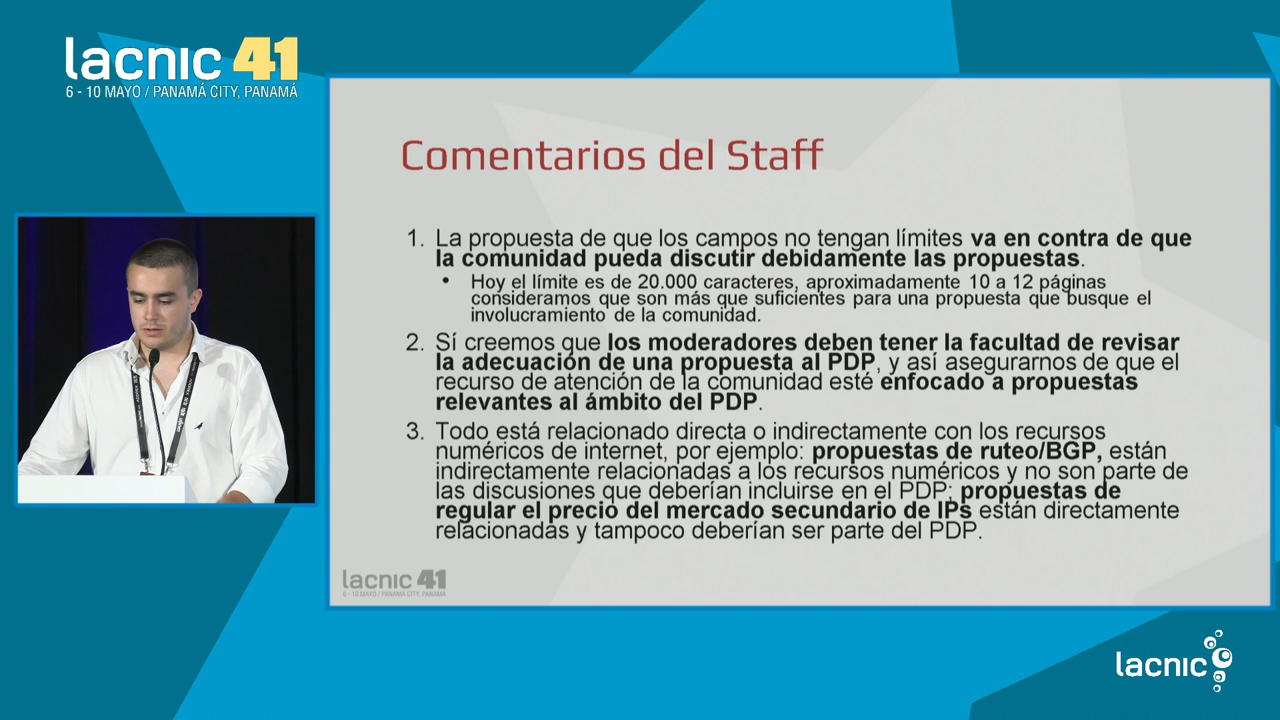 lacnic 41
6 - 10 MAYO / PANAMÁ CITY, PANAMÁ
Comentarios del Staff
1. La propuesta de que los campos no tengan límites va en contra de que
la comunidad pueda discutir debidamente las propuestas.
• Hoy el límite es de 20.000 caracteres, aproximadamente 10 a 12 páginas
consideramos que son más que suficientes para una propuesta que busque el
involucramiento de la comunidad.
2. Sí creemos que los moderadores deben tener la facultad de revisar
la adecuación de una propuesta al PDP, y así asegurarnos de que el
recurso de atención de la comunidad esté enfocado a propuestas
relevantes al ámbito del PDP.
3. Todo está relacionado directa o indirectamente con los recursos
numéricos de internet, por ejemplo: propuestas de ruteo/BGP, están
indirectamente relacionadas a los recursos numéricos y no son parte de
las discusiones que deberían incluirse en el PDP; propuestas de
regular el precio del mercado secundario de IPs están directamente
relacionadas y tampoco deberían ser parte del PDP.
lacnic 41
6 - 10 MAYO / PANAMÁ CITY, PANAMÁ
lacnic